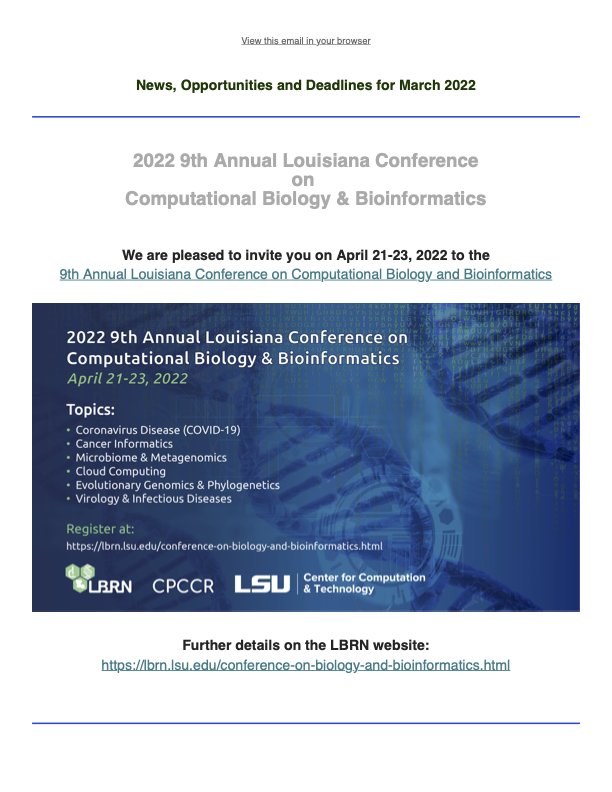 View this email in your browser
News, Opportunities and Deadlines for March 2022
2022 9th Annual Louisiana Conference
on
Computational Biology & Bioinformatics
We are pleased to invite you on April 21-23, 2022 to the
9th Annual Louisiana Conference on Computational Biology and Bioinformatics
2022 9th Annual Louisiana Conference on
Computational Biology & Bioinformatics
April 21-23, 2022
Topics:
• Coronavirus Disease (COVID-19)
• Cancer Informatics
• Microbiome & Metagenomics
• Cloud Computing
• Evolutionary Genomics & Phylogenetics
• Virology & Infectious Diseases
Register at:
https://lbrn.lsu.edu/conference-on-biology-and-bioinformatics.html
LBRN
CPCCR
LSU
Center for Computation
& Technology
Further details on the LBRN website:
https://lbrn.lsu.edu/conference-on-biology-and-bioinformatics.html